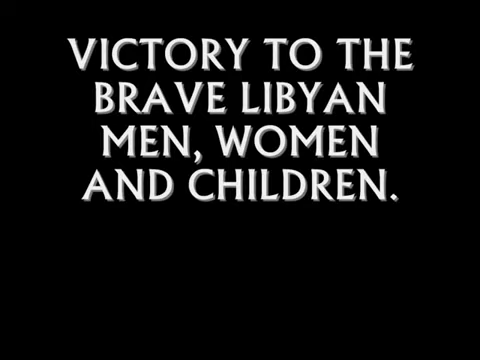 VICTORY TO THE
BRAVE LIBYAN
MEN, WOMEN
AND CHILDREN.